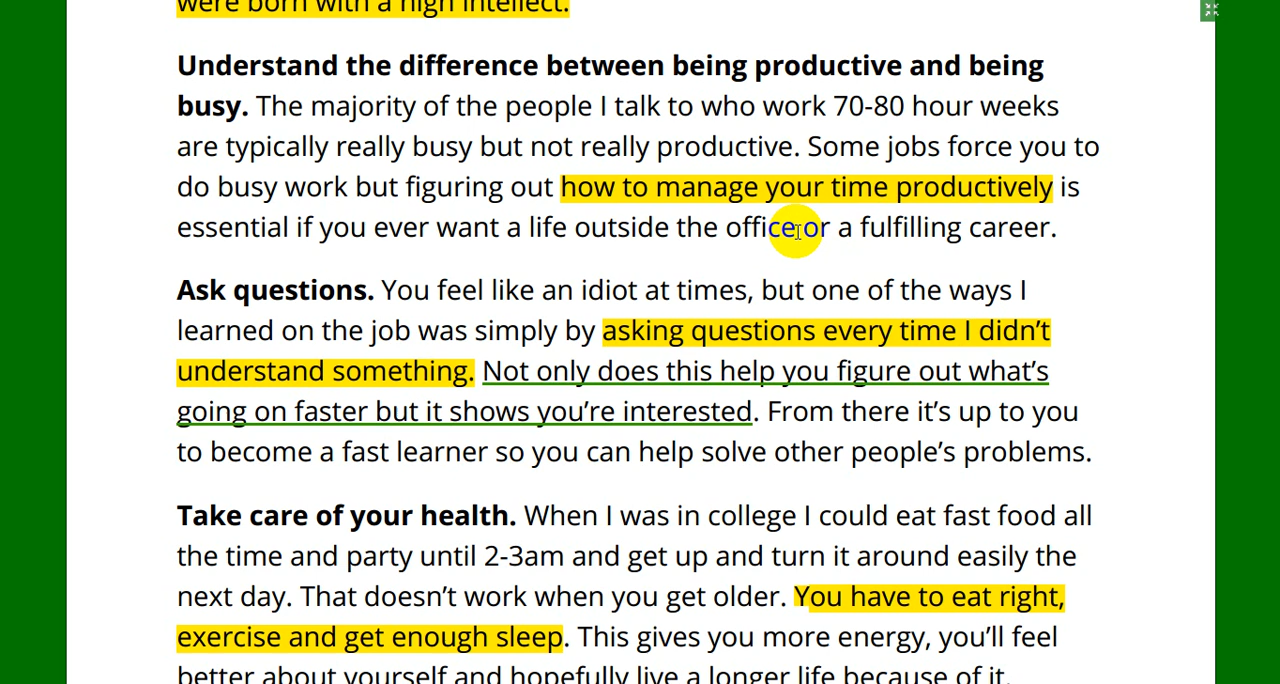 were born with a high intellect.
Understand the difference between being productive and being
busy. The majority of the people I talk to who work 70-80 hour weeks
are typically really busy but not really productive. Some jobs force you to
do busy work but figuring out how to manage your time productively is
essential if you ever want a life outside the office or a fulfilling career.
Ask questions. You feel like an idiot at times, but one of the ways I
learned on the job was simply by asking questions every time I didn’t
understand something. Not only does this help you figure out what’s
going on faster but it shows you’re interested. From there it’s up to you
to become a fast learner so you can help solve other people’s problems.
Take care of your health. When I was in college I could eat fast food all
the time and party until 2-3am and get up and turn it around easily the
next day. That doesn’t work when you get older. You have to eat right,
exercise and get enough sleep. This gives you more energy, you’ll feel
better about yourself and hopefully live a longer life because of it.